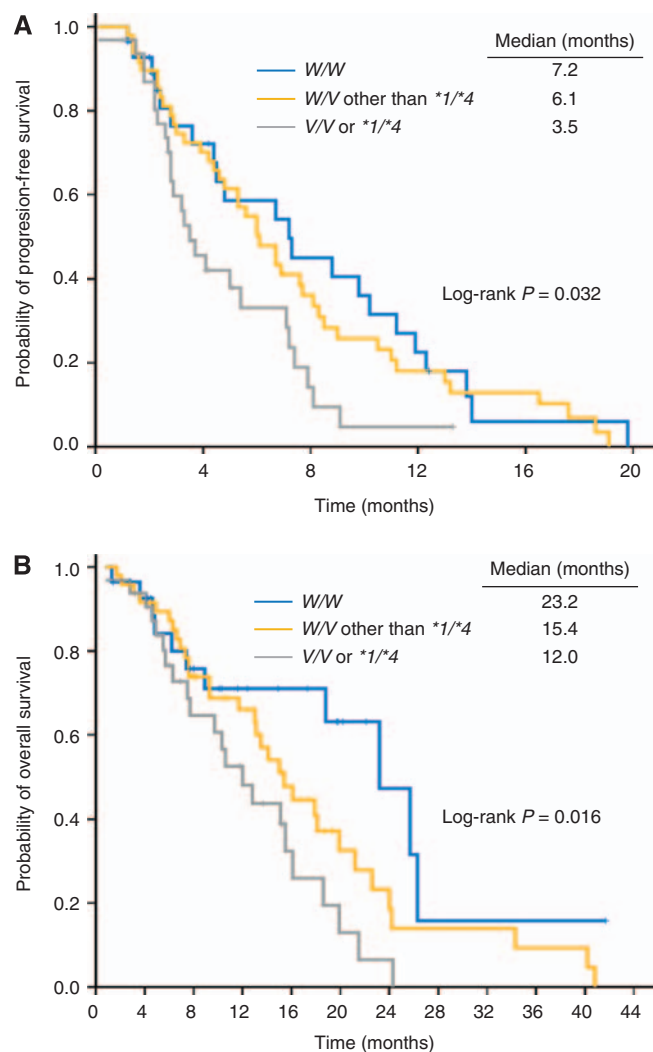 A
Probability of progresion-free survival
1.0
0.8
0.6
0.4
0.2
0.0
Median (months)
W/W 7.2
W/V other than *1/*4 6.1
V/V or *1/*4 3.5
Log-rank P = 0.032
0 4 8 12 16 20
Time (months)
B
Probability of overall survival
1.0
0.8
0.6
0.4
0.2
0.0
Median (months)
W/W 23.2
W/V other than *1/*4 15.4
V/V or *1/*4 12.0
Log-rank P = 0.016
0 4 8 12 16 20 24 28 32 36 40 44
Time (months)